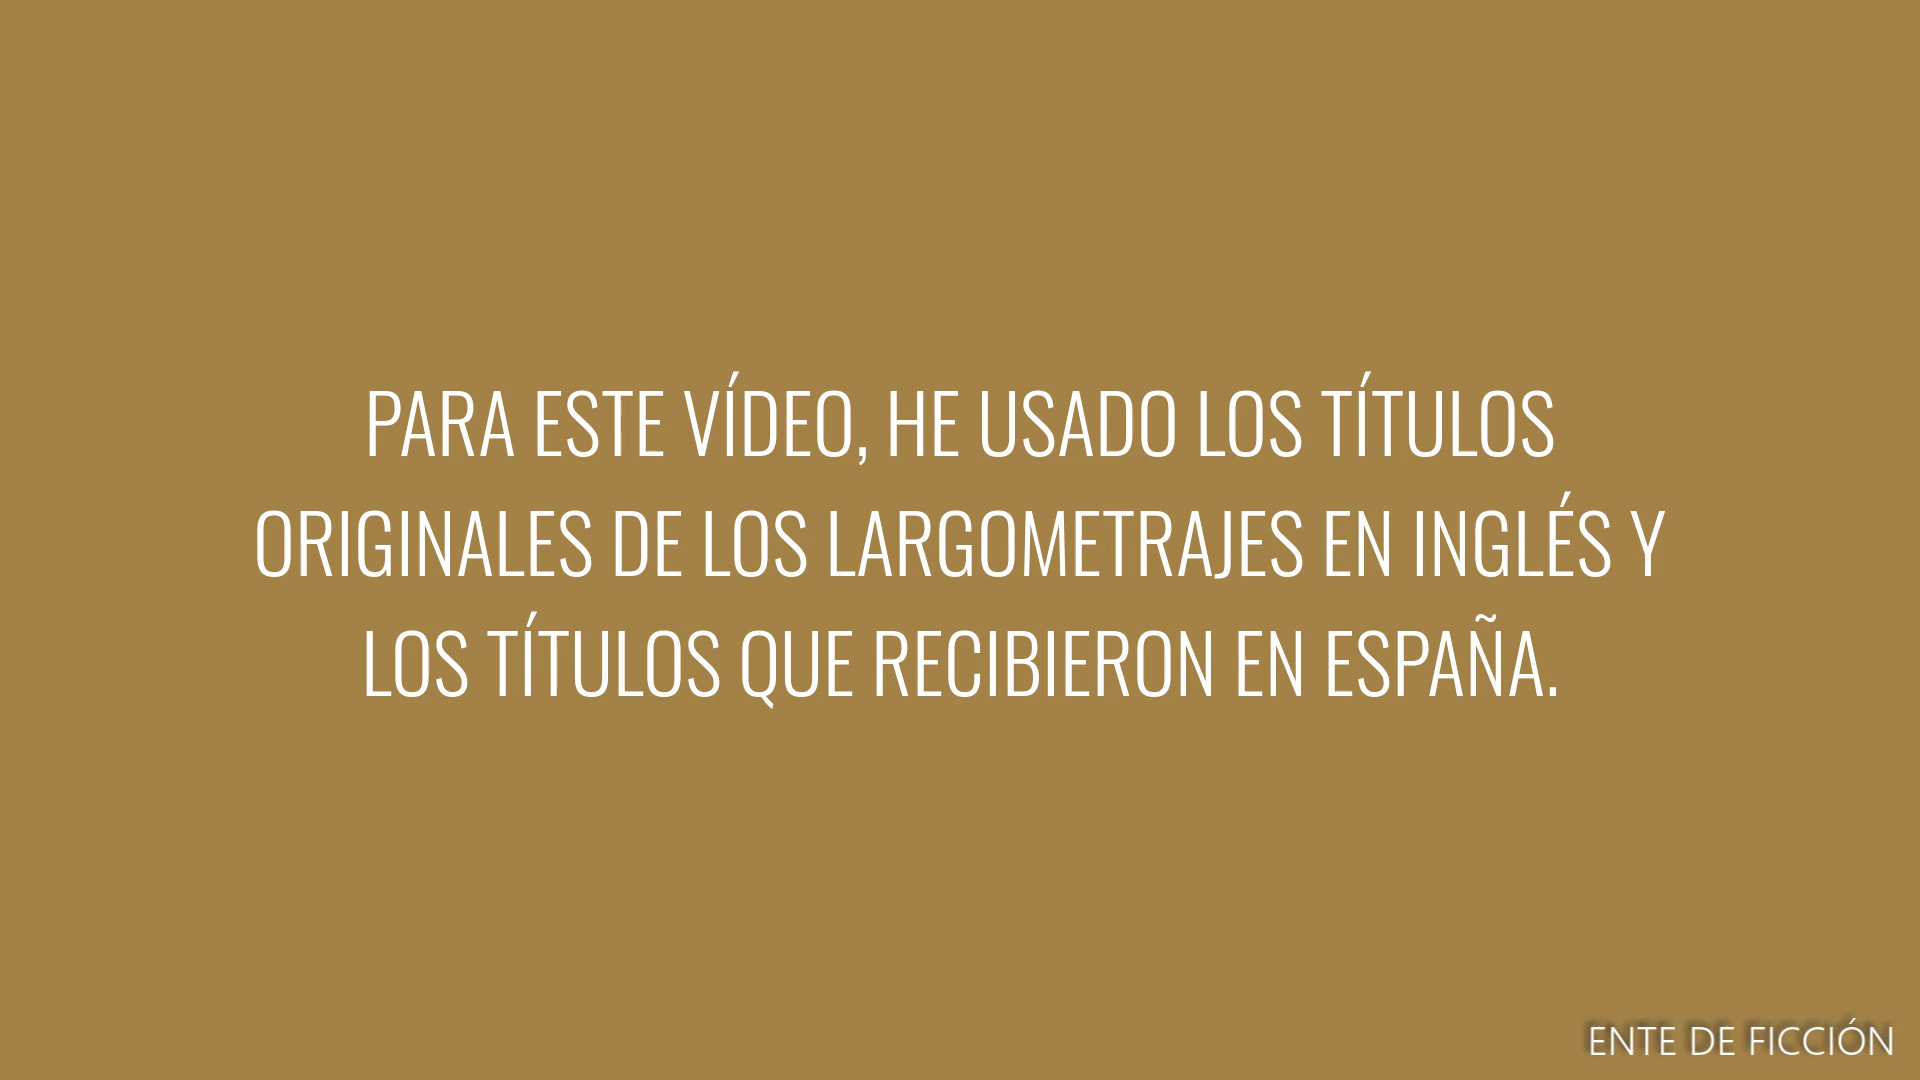 PARA ESTE VÍDEO, HE USADO LOS TÍTULOS
ORIGINALES DE LOS LARGOMETRAJES EN INGLÉS Y
LOS TÍTULOS QUE RECIBIERON EN ESPAÑA.
ENTE DE FICCIÓN